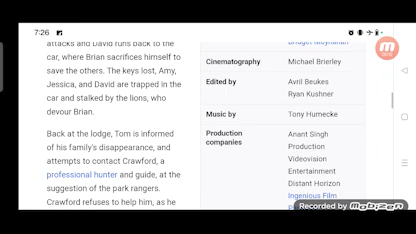 7:26
attacks and David runs back to the
car, where Brian sacrifices himself to
save the others. The keys lost, Amy,
Jessica, and David are trapped in the
car and stalked by the lions, who
devour Brian.
Back at the lodge, Tom is informed
of his family's disappearance, and
attempts to contact Crawford, a
professional hunter and guide, at the
suggestion of the park rangers.
Crawford refuses to help him, as he
Bridget Moynahan
Cinematography Michael Brierley
Edited by Avril Beukes
Ryan Kushner
Music by Tony Humecke
Production companies Anant Singh
Production
Videovision
Entertainment
Distant Horizon
Ingenious Film
Recorded by Mobizen